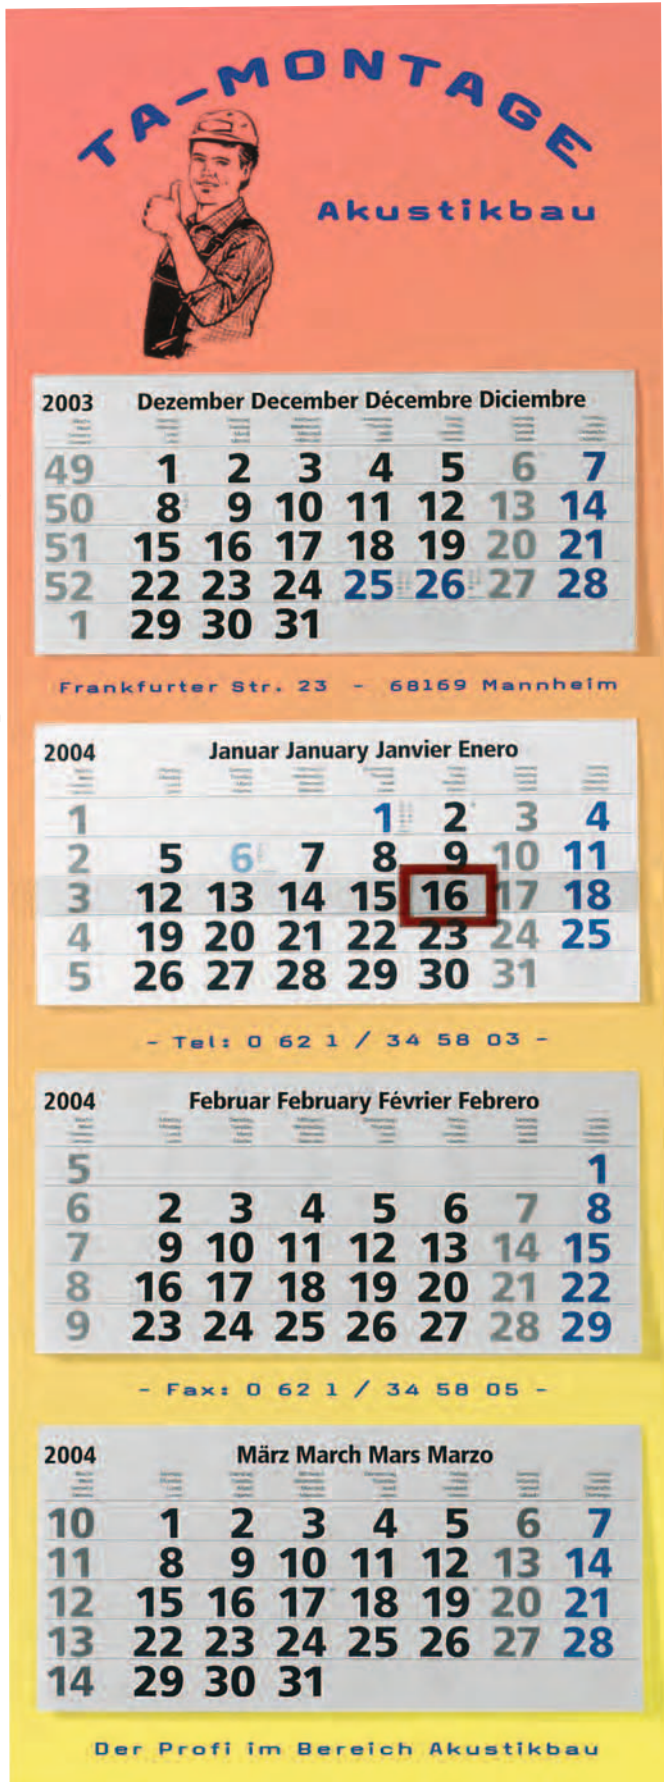 TA-MONTAGE
Akustikbau
2003 Dezember December Décembre Diciembre
49 1 2 3 4 5 6 7
50 8 9 10 11 12 13 14
51 15 16 17 18 19 20 21
52 22 23 24 25 26 27 28
1 29 30 31
Frankfurter Str. 23 - 68169 Mannheim
2004 Januar January Janvier Enero
1 1 2 3 4
2 5 6 7 8 9 10 11
3 12 13 14 15 16 17 18
4 19 20 21 22 23 24 25
5 26 27 28 29 30 31
- Tel: 0 62 1 / 34 58 03 -
2004 Februar February Février Febrero
5 1
6 2 3 4 5 6 7 8
7 9 10 11 12 13 14 15
8 16 17 18 19 20 21 22
9 23 24 25 26 27 28 29
- Fax: 0 62 1 / 34 58 05 -
2004 März March Mars Marzo
10 1 2 3 4 5 6 7
11 8 9 10 11 12 13 14
12 15 16 17 18 19 20 21
13 22 23 24 25 26 27 28
14 29 30 31
Der Profi im Bereich Akustikbau